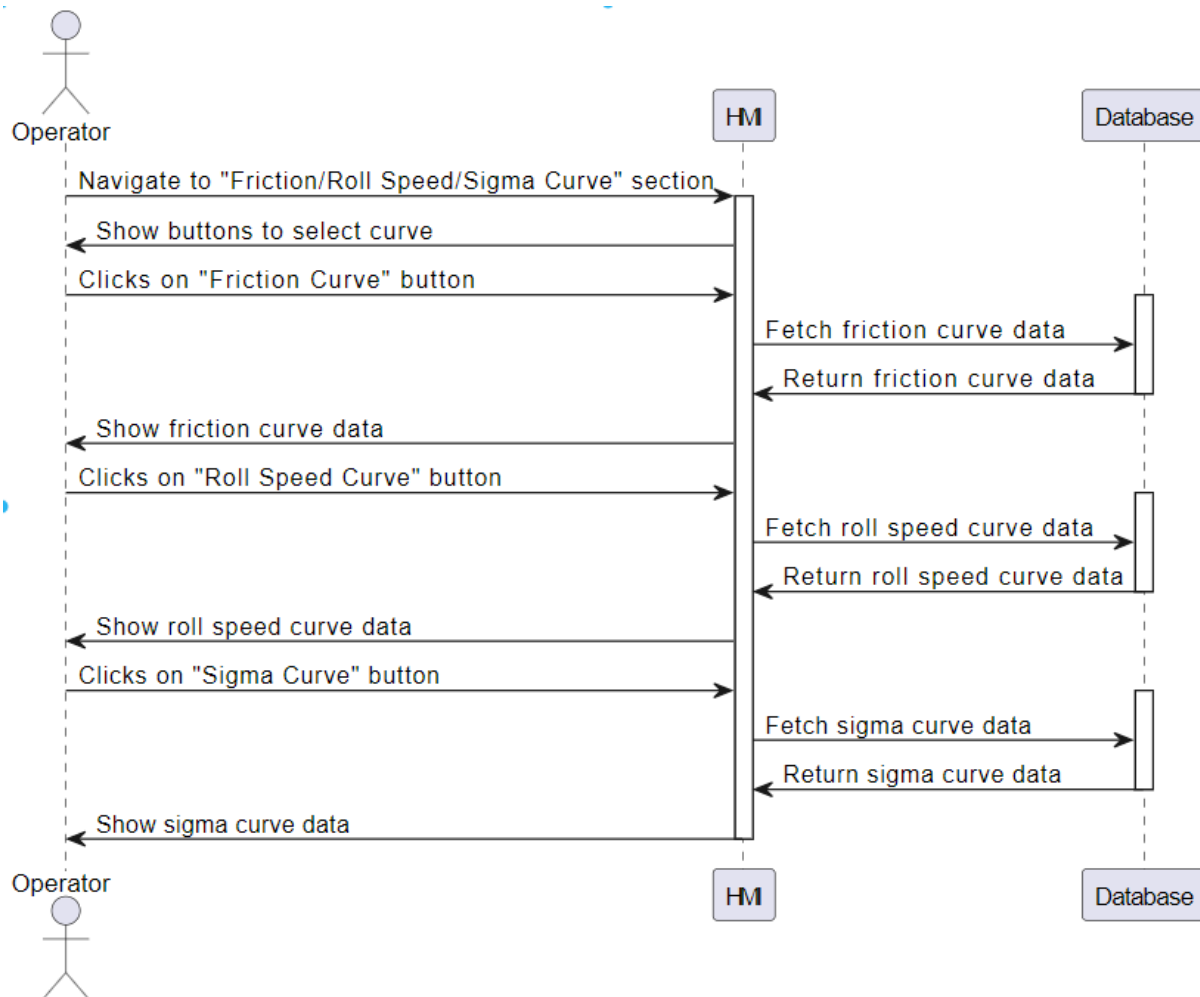 Operator
HMI
Database
Navigate to "Friction/Roll Speed/Sigma Curve" section
Show buttons to select curve
Clicks on "Friction Curve" button
Fetch friction curve data
Return friction curve data
Show friction curve data
Clicks on "Roll Speed Curve" button
Fetch roll speed curve data
Return roll speed curve data
Show roll speed curve data
Clicks on "Sigma Curve" button
Fetch sigma curve data
Return sigma curve data
Show sigma curve data
Operator
HMI
Database